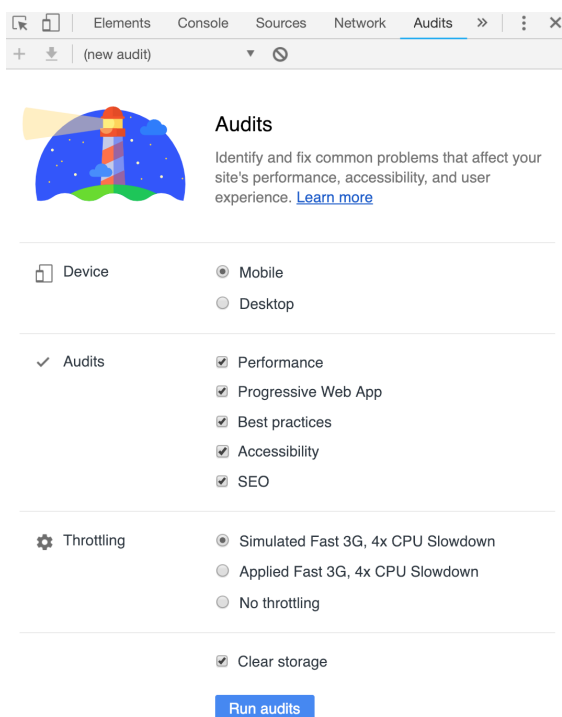 Elements Console Sources Network Audits »
(new audit)
Audits
Identify and fix common problems that affect your
site's performance, accessibility, and user
experience. Learn more
Device
Mobile
Desktop
Audits
Performance
Progressive Web App
Best practices
Accessibility
SEO
Throttling
Simulated Fast 3G, 4x CPU Slowdown
Applied Fast 3G, 4x CPU Slowdown
No throttling
Clear storage
Run audits